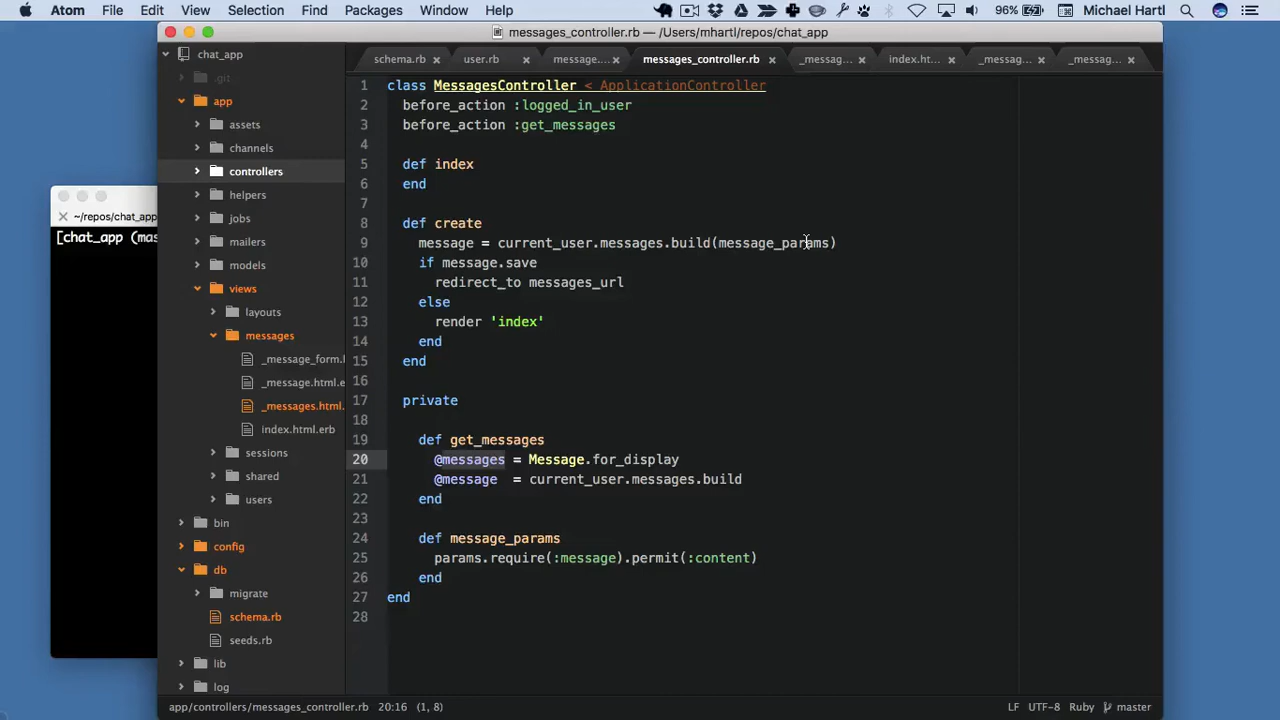 Atom File Edit View Selection Find Packages Window Help 96% Michael Hartl
messages_controller.rb — /Users/mhartl/repos/chat_app
chat_app
.git
app
assets
channels
controllers
helpers
jobs
mailers
models
views
layouts
messages
_message_form.h
_message.html.e
_messages.html.
index.html.erb
sessions
shared
users
bin
config
db
migrate
schema.rb
seeds.rb
lib
log
~/repos/chat_app
[chat_app (mas
schema.rb user.rb message.... messages_controller.rb _messag... index.ht... _messag... _messag...
1 class MessagesController < ApplicationController
2 before_action :logged_in_user
3 before_action :get_messages
4
5 def index
6 end
7
8 def create
9 message = current_user.messages.build(message_params)
10 if message.save
11 redirect_to messages_url
12 else
13 render 'index'
14 end
15 end
16
17 private
18
19 def get_messages
20 @messages = Message.for_display
21 @message  = current_user.messages.build
22 end
23
24 def message_params
25 params.require(:message).permit(:content)
26 end
27 end
28
app/controllers/messages_controller.rb 20:16 (1, 8) LF UTF-8 Ruby master